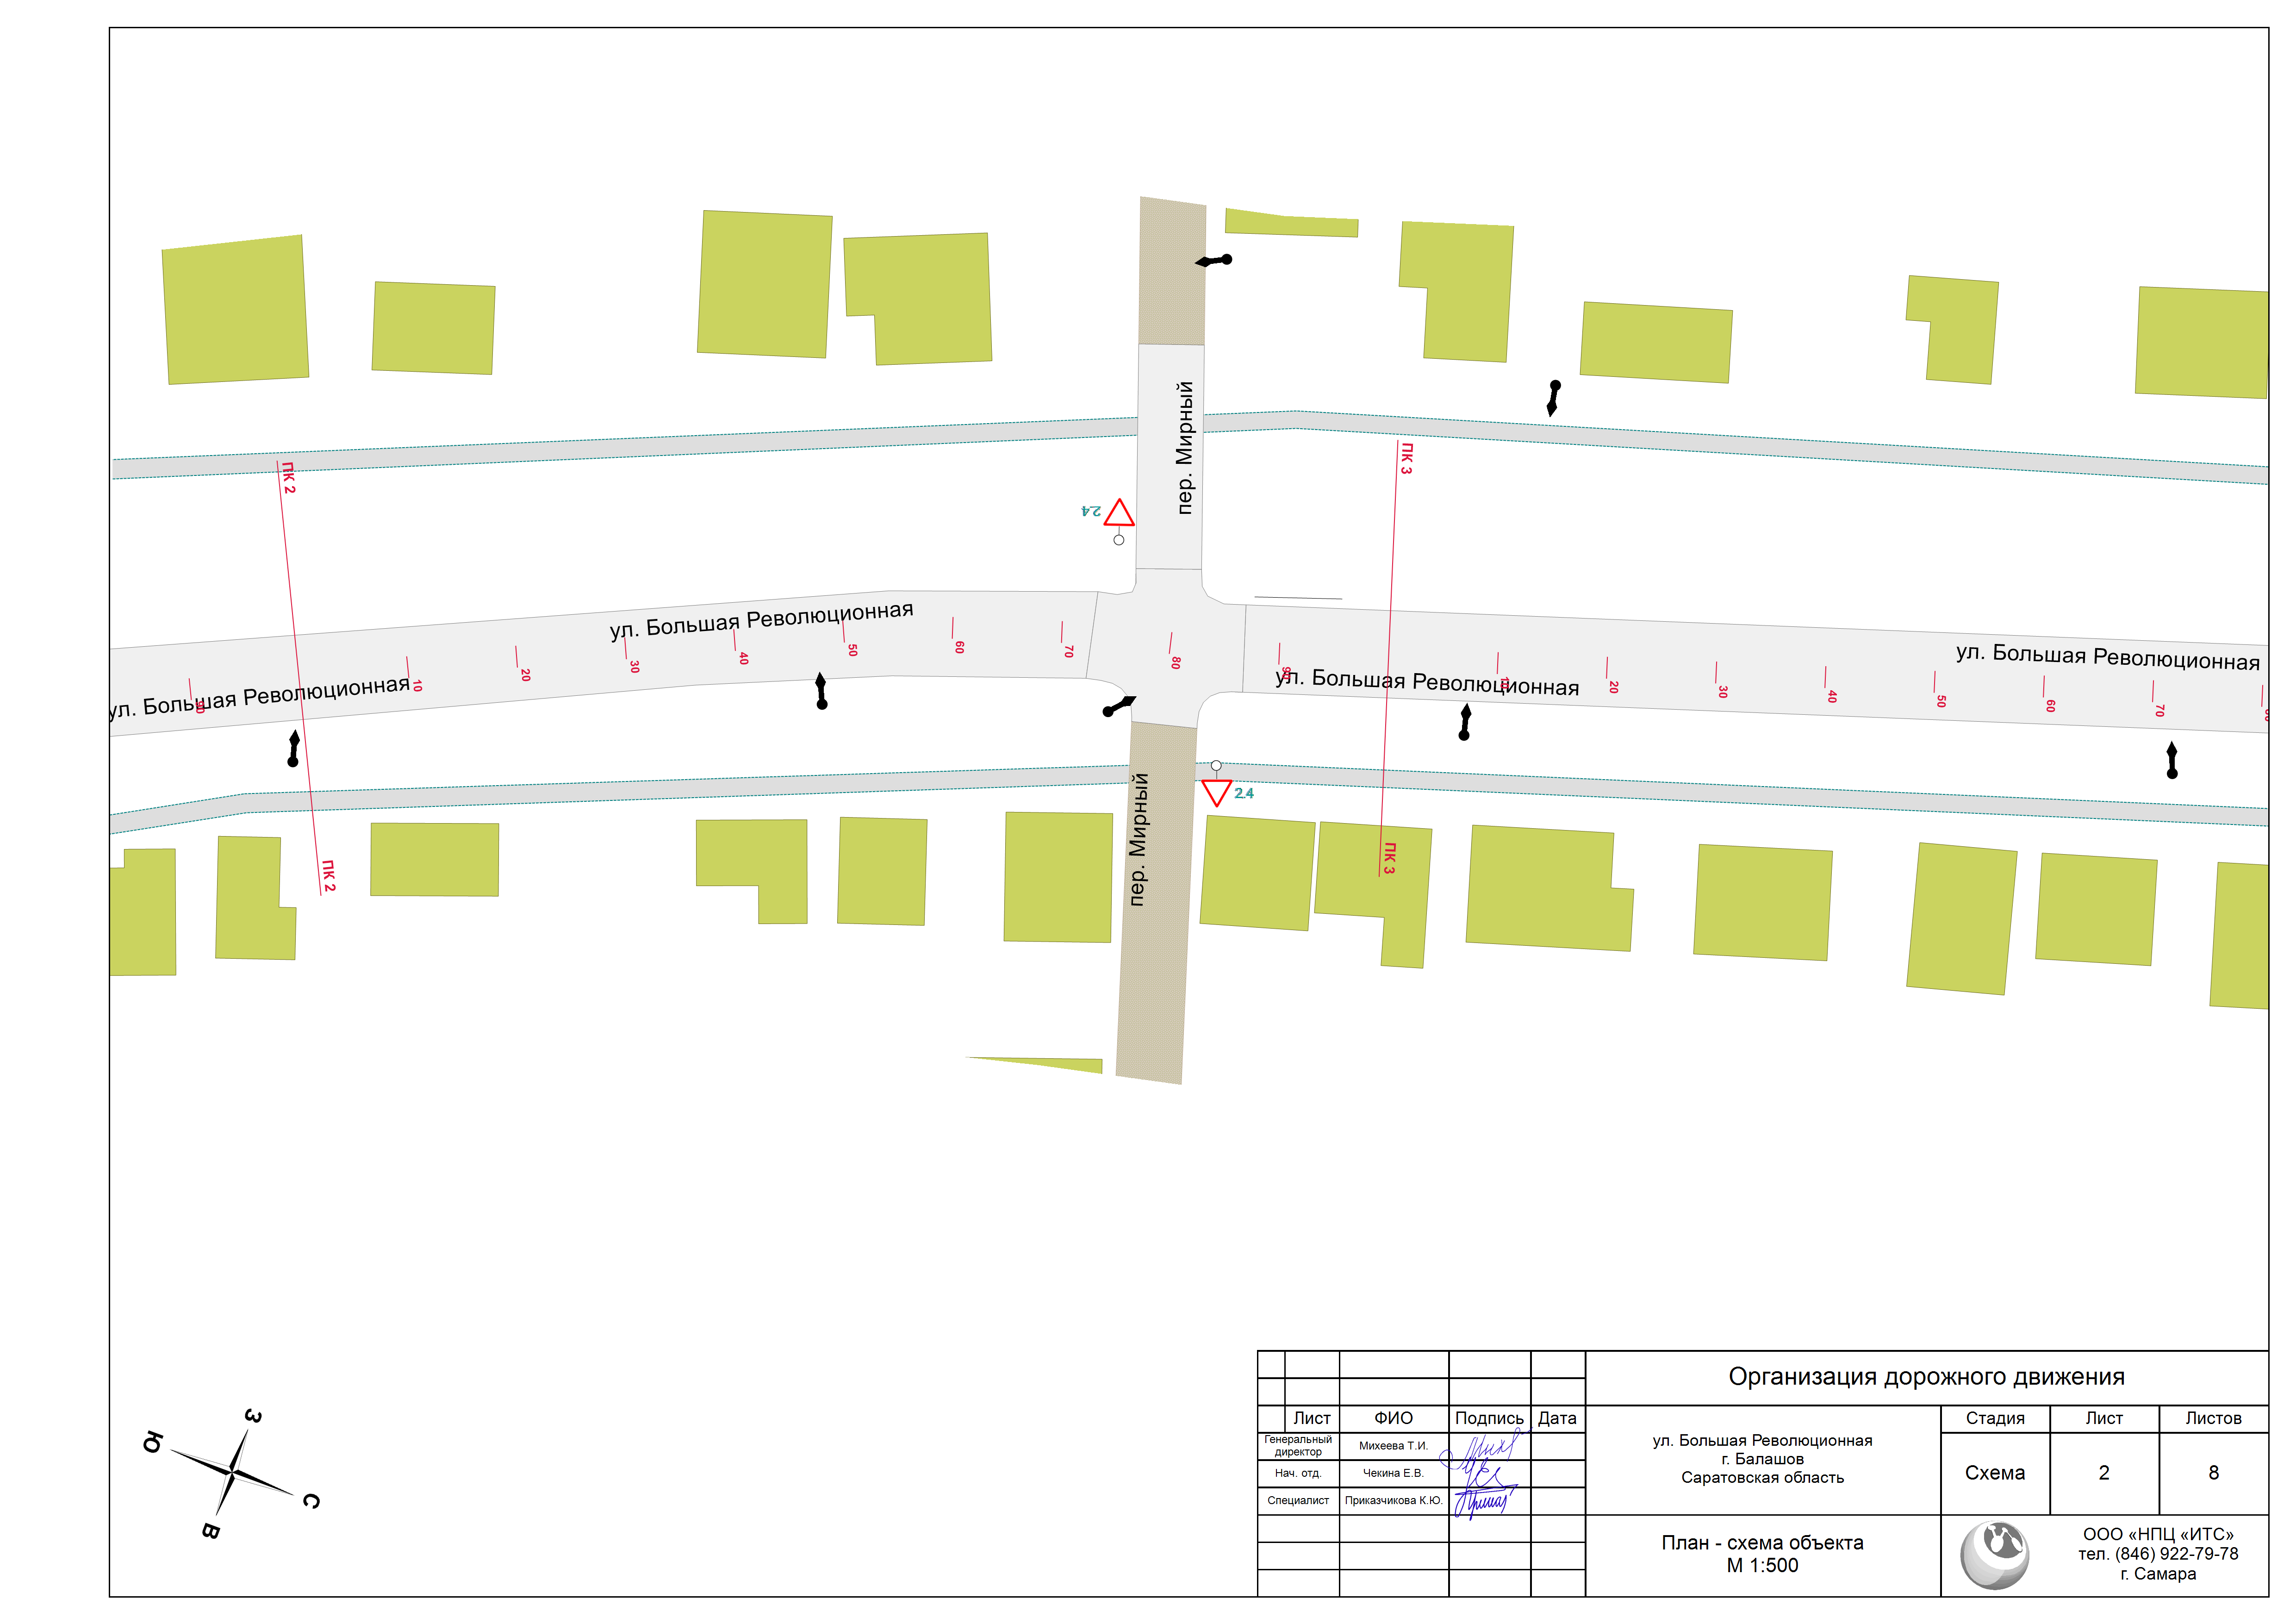 пер. Мирный
ПК 2
ПК 3
2.4
ул. Большая Революционная
ул. Большая Революционная
90
10
20
30
40
50
60
70
80
90
10
20
30
40
50
60
70
80
ул. Большая Революционная
ул. Большая Революционная
пер. Мирный
2.4
ПК 2
ПК 3
З
Ю
С
В
Организация дорожного движения
Лист ФИО Подпись Дата
Генеральный
директор
Михеева Т.И.
Нач. отд. Чекина Е.В.
Специалист Приказчикова К.Ю.
ул. Большая Революционная
г. Балашов
Саратовская область
Стадия Лист Листов
Схема 2 8
План - схема объекта
М 1:500
ООО «НПЦ «ИТС»
тел. (846) 922-79-78
г. Самара